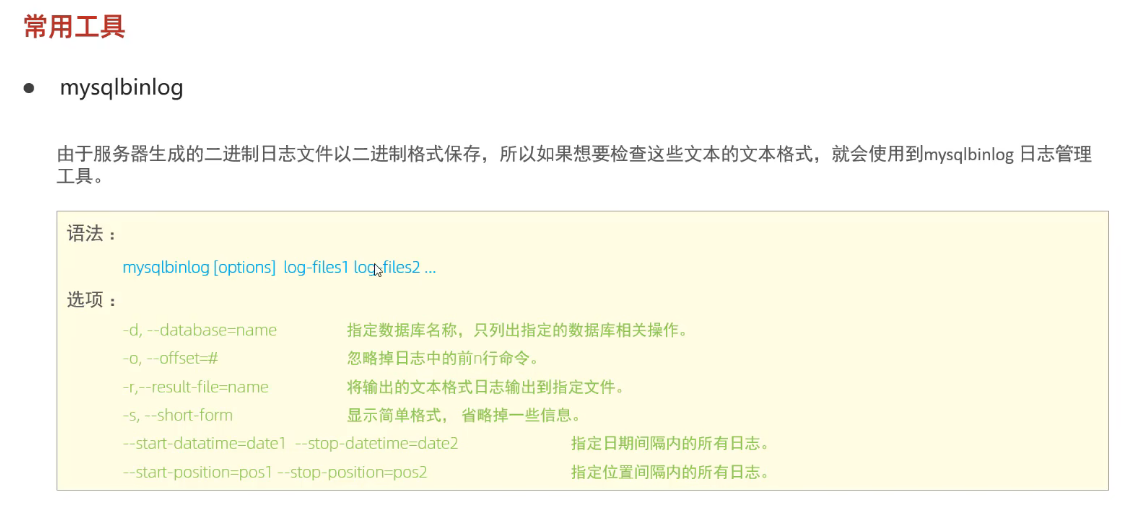 常用工具
● mysqlbinlog
由于服务器生成的二进制日志文件以二进制格式保存，所以如果想要检查这些文本的文本格式，就会使用到mysqlbinlog 日志管理
工具。
语法：
mysqlbinlog [options] log-files1 log-files2 ...
选项：
-d, --database=name 指定数据库名称，只列出指定的数据库相关操作。
-o, --offset=# 忽略掉日志中的前n行命令。
-r,--result-file=name 将输出的文本格式日志输出到指定文件。
-s, --short-form 显示简单格式， 省略掉一些信息。
--start-datatime=date1 --stop-datetime=date2 指定日期间隔内的所有日志。
--start-position=pos1 --stop-position=pos2 指定位置间隔内的所有日志。